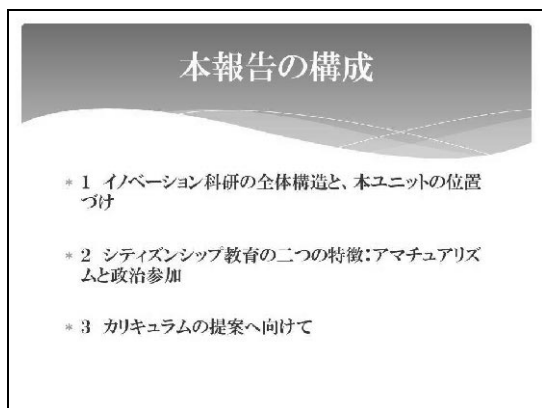 本報告の構成
* 1 イノベーション科研の全体構造と、本ユニットの位置
づけ
* 2 シティズンシップ教育の二つの特徴:アマチュアリズ
ムと政治参加
* 3 カリキュラムの提案へ向けて